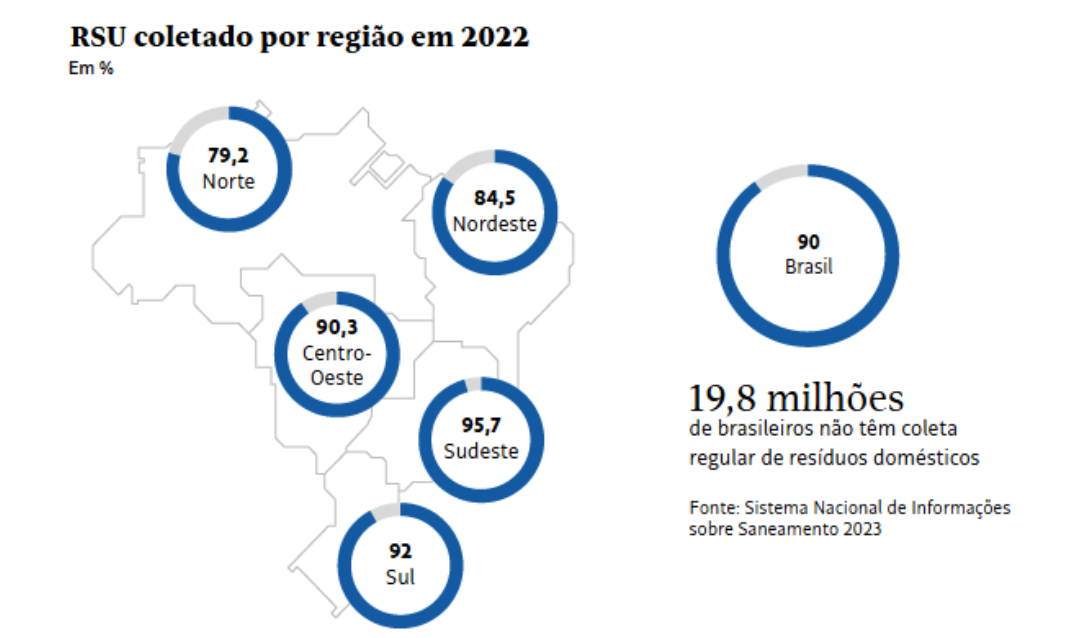 RSU coletado por região em 2022
Em %
79,2
Norte
84,5
Nordeste
90,3
Centro-
Oeste
95,7
Sudeste
92
Sul
90
Brasil
19,8 milhões
de brasileiros não têm coleta
regular de resíduos domésticos
Fonte: Sistema Nacional de Informações
sobre Saneamento 2023